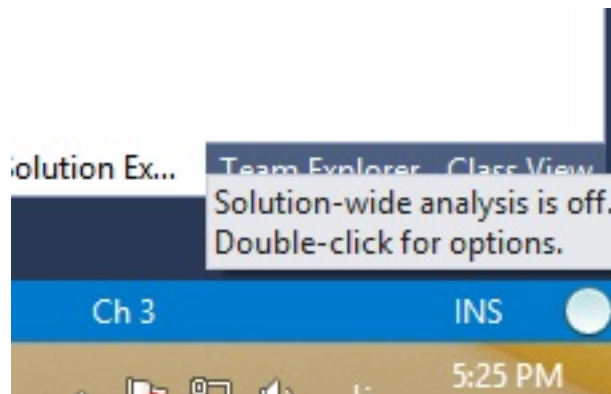 Solution Ex... Team Explorer Class View
Solution-wide analysis is off.
Double-click for options.
Ch 3 INS
5:25 PM